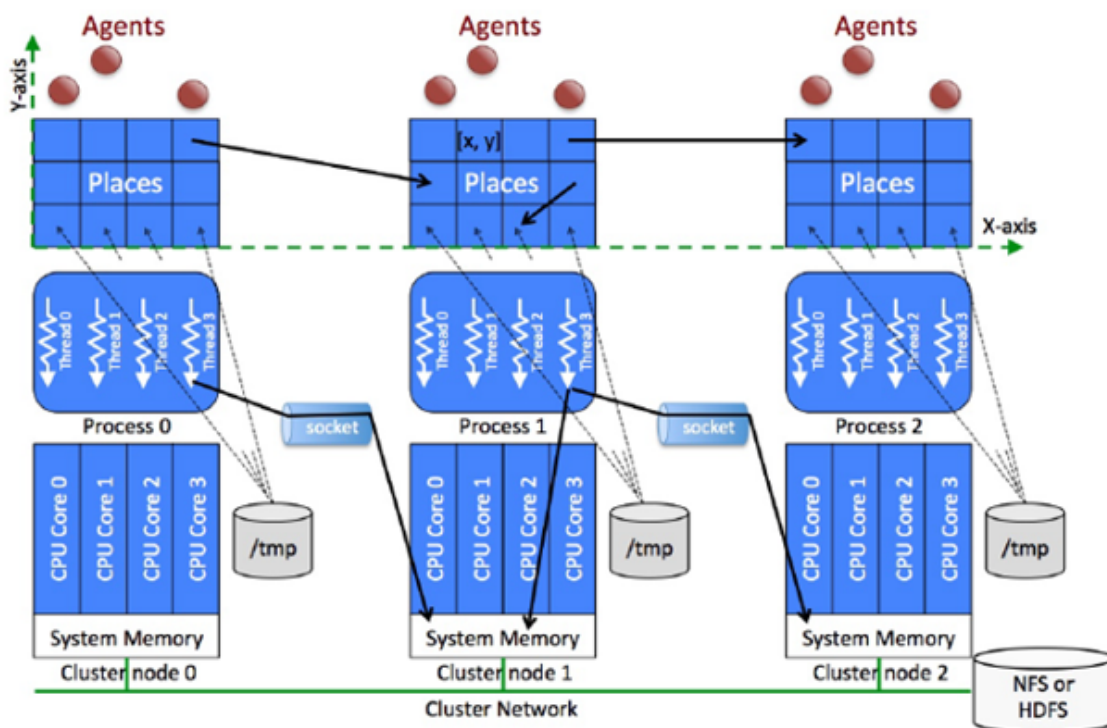 Agents
Agents
Agents
Y-axis
[x, y]
Places
Places
Places
X-axis
Thread 0
Thread 1
Thread 2
Thread 3
Thread 0
Thread 1
Thread 2
Thread 3
Thread 0
Thread 1
Thread 2
Thread 3
Process 0
socket
Process 1
socket
Process 2
CPU Core 0
CPU Core 1
CPU Core 2
CPU Core 3
/tmp
CPU Core 0
CPU Core 1
CPU Core 2
CPU Core 3
/tmp
CPU Core 0
CPU Core 1
CPU Core 2
CPU Core 3
/tmp
System Memory
System Memory
System Memory
Cluster node 0
Cluster node 1
Cluster node 2
Cluster Network
NFS or
HDFS